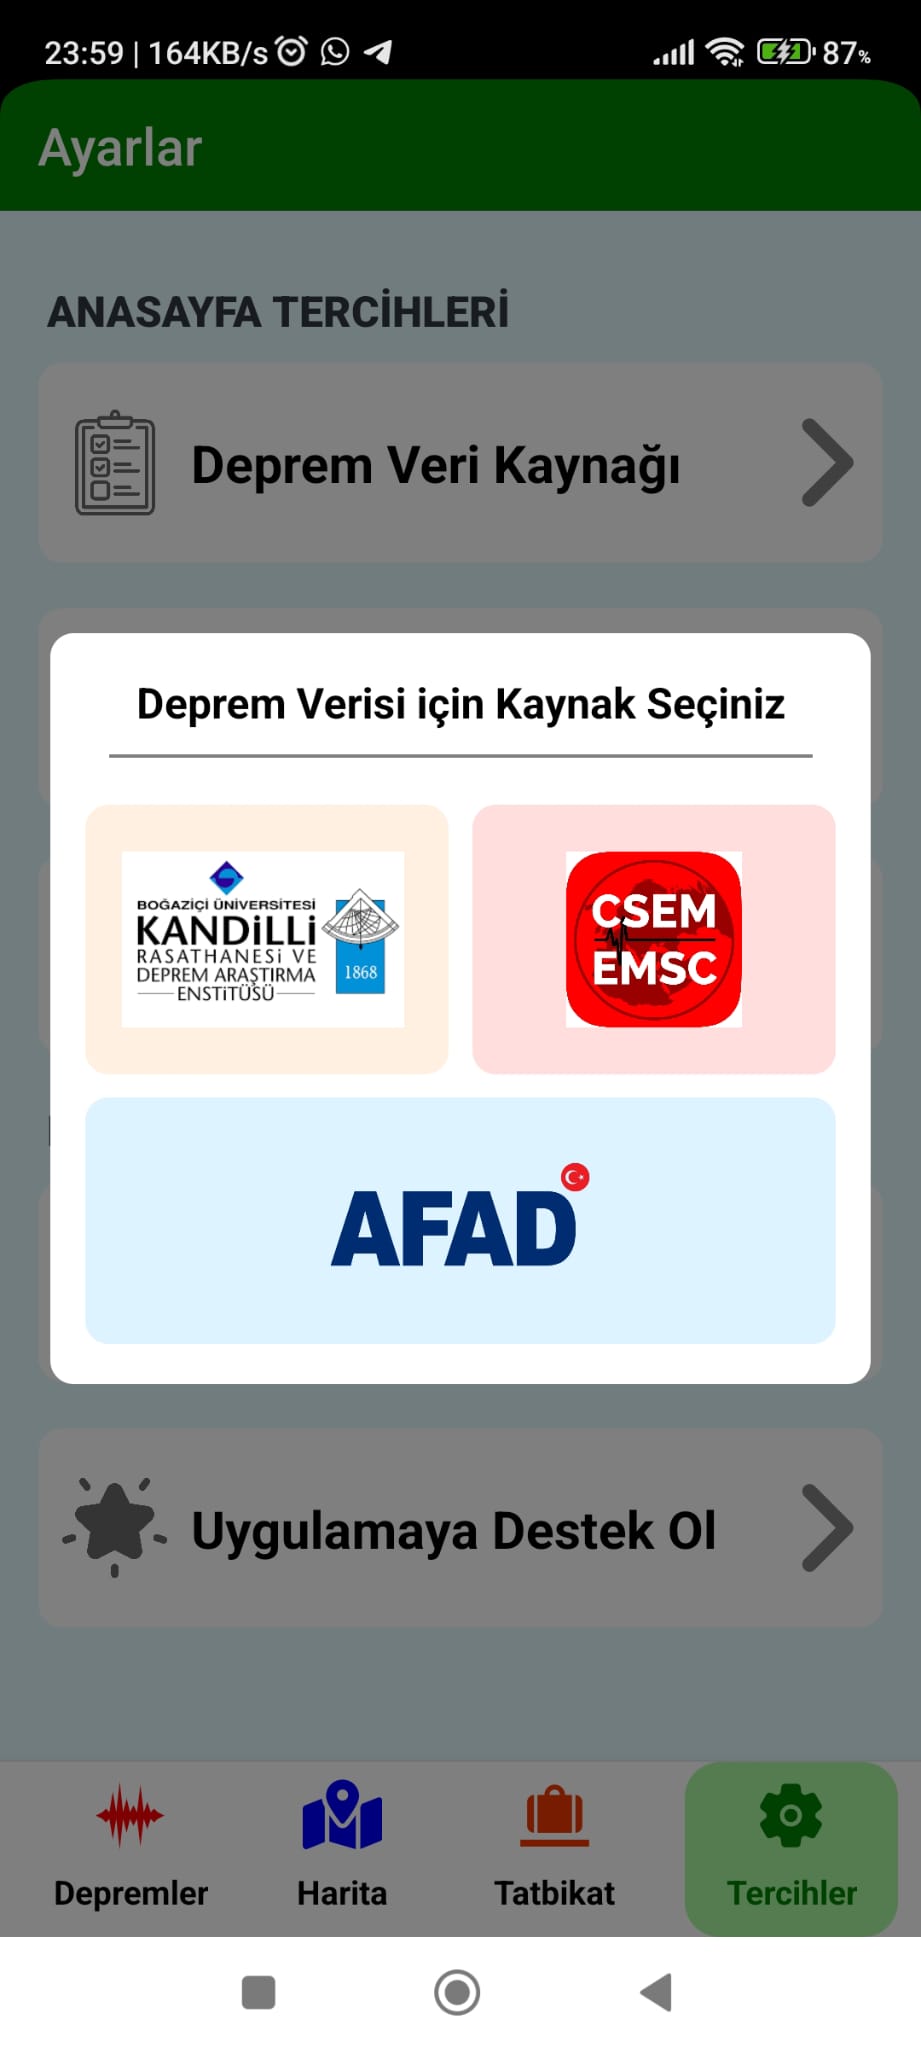 23:59 | 164KB/s
87%
Ayarlar
ANASAYFA TERCİHLERİ
Deprem Veri Kaynağı
Deprem Verisi için Kaynak Seçiniz
BOĞAZİÇİ ÜNİVERSİTESİ
KANDİLLİ
RASATHANESİ VE
DEPREM ARAŞTIRMA
ENSTİTÜSÜ
1868
CSEM
EMSC
AFAD
Uygulamaya Destek Ol
Depremler
Harita
Tatbikat
Tercihler